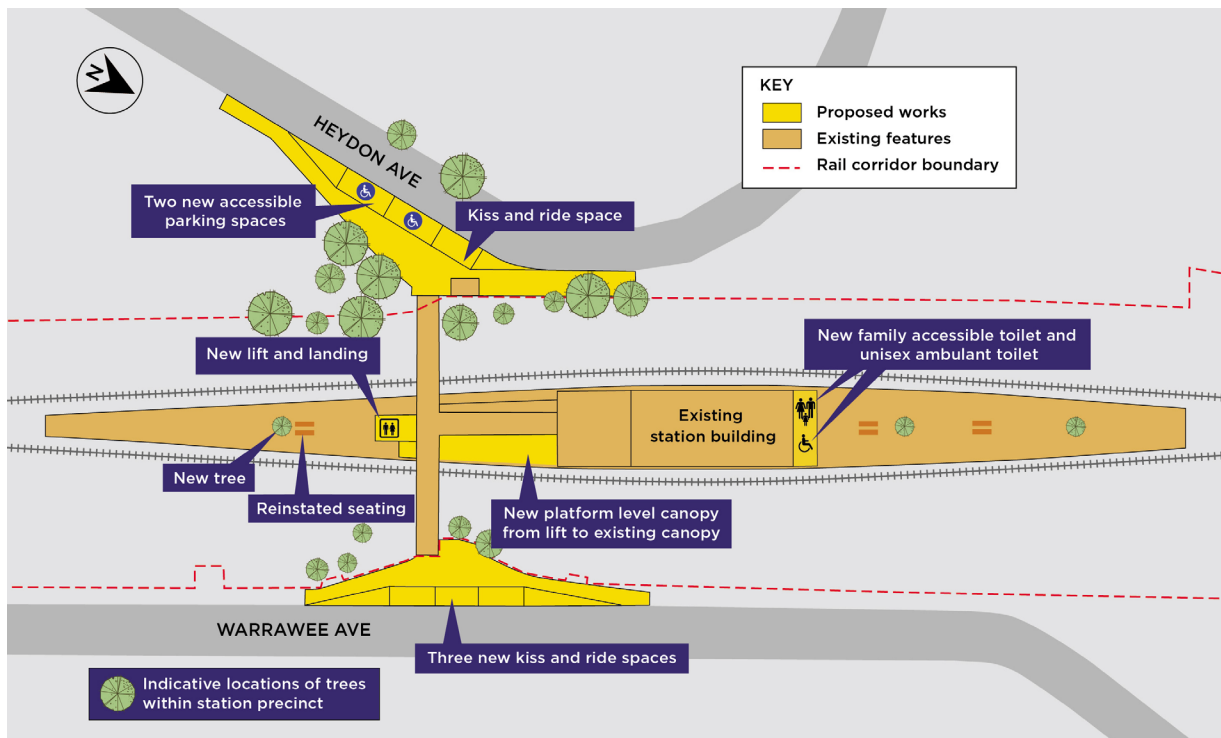 N
HEYDON AVE
KEY
Proposed works
Existing features
Rail corridor boundary
Two new accessible
parking spaces
Kiss and ride space
New lift and landing
New family accessible toilet and
unisex ambulant toilet
Existing
station building
New tree
Reinstated seating
New platform level canopy
from lift to existing canopy
WARRAWEE AVE
Three new kiss and ride spaces
Indicative locations of trees
within station precinct